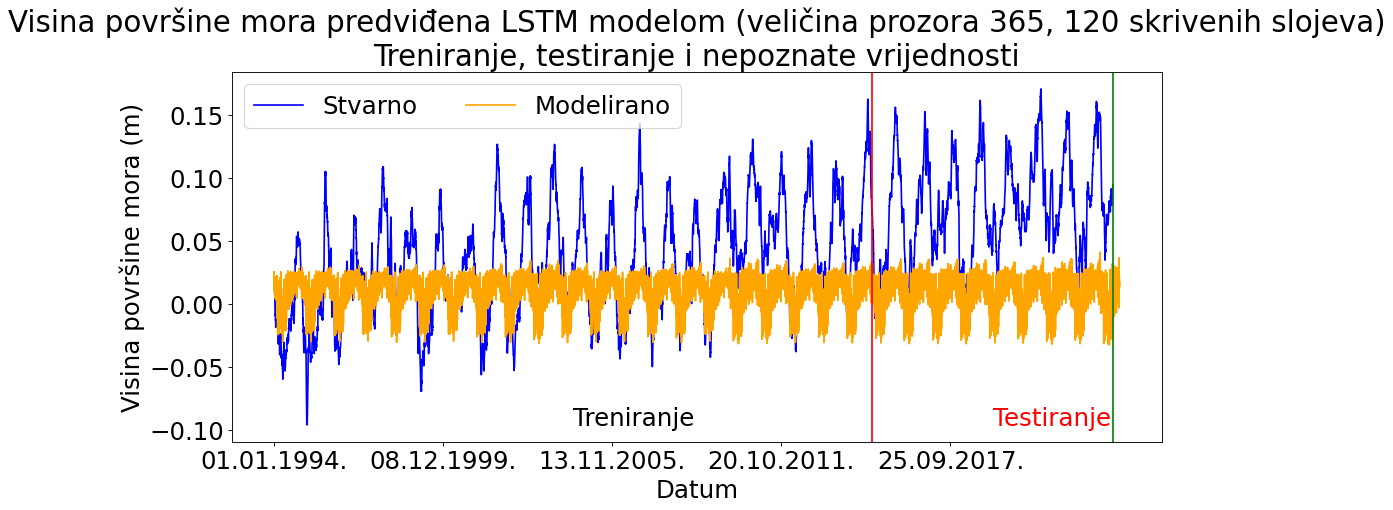 Visina površine mora predviđena LSTM modelom (veličina prozora 365, 120 skrivenih slojeva)
Treniranje, testiranje i nepoznate vrijednosti
Stvarno
Modelirano
Visina površine mora (m)
0.15
0.10
0.05
0.00
−0.05
−0.10
Treniranje
Testiranje
01.01.1994.
08.12.1999.
13.11.2005.
20.10.2011.
25.09.2017.
Datum